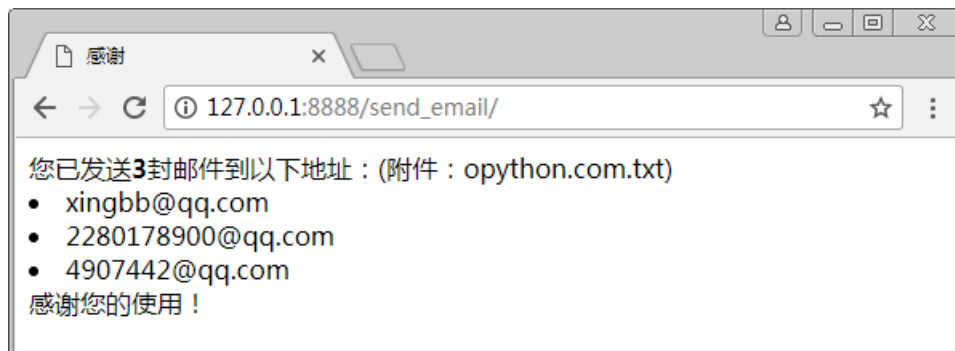 感谢
127.0.0.1:8888/send_email/
您已发送3封邮件到以下地址：(附件：opython.com.txt)
xingbb@qq.com
2280178900@qq.com
4907442@qq.com
感谢您的使用！